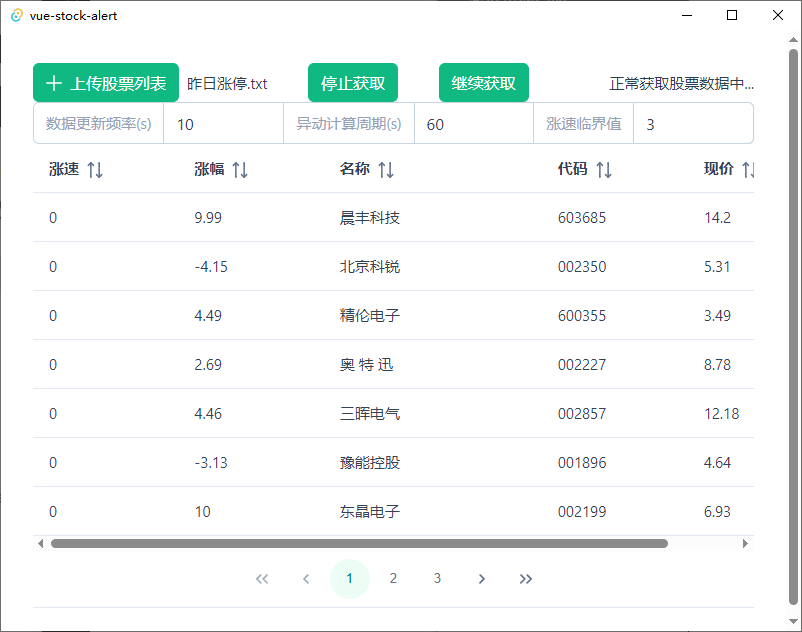 vue-stock-alert
上传股票列表 昨日涨停.txt 停止获取 继续获取 正常获取股票数据中...
数据更新频率(s) 10 异动计算周期(s) 60 涨速临界值 3
涨速 涨幅 名称 代码 现价
0 9.99 晨丰科技 603685 14.2
0 -4.15 北京科锐 002350 5.31
0 4.49 精伦电子 600355 3.49
0 2.69 奥 特 迅 002227 8.78
0 4.46 三晖电气 002857 12.18
0 -3.13 豫能控股 001896 4.64
0 10 东晶电子 002199 6.93
1 2 3